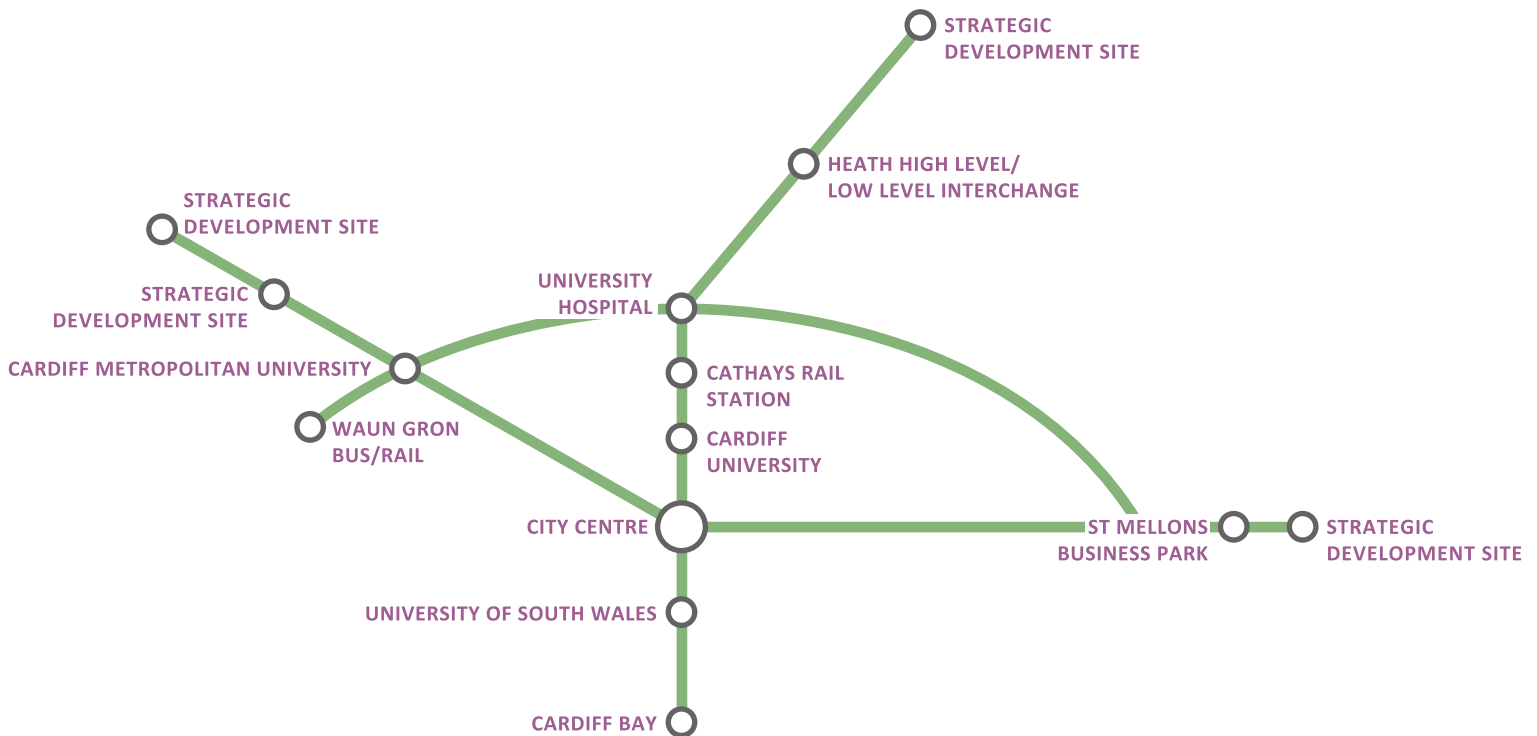 STRATEGIC
DEVELOPMENT SITE
HEATH HIGH LEVEL/
LOW LEVEL INTERCHANGE
STRATEGIC
DEVELOPMENT SITE
STRATEGIC
DEVELOPMENT SITE
UNIVERSITY
HOSPITAL
CARDIFF METROPOLITAN UNIVERSITY
CATHAYS RAIL
STATION
WAUN GRON
BUS/RAIL
CARDIFF
UNIVERSITY
CITY CENTRE
ST MELLONS
BUSINESS PARK
STRATEGIC
DEVELOPMENT SITE
UNIVERSITY OF SOUTH WALES
CARDIFF BAY